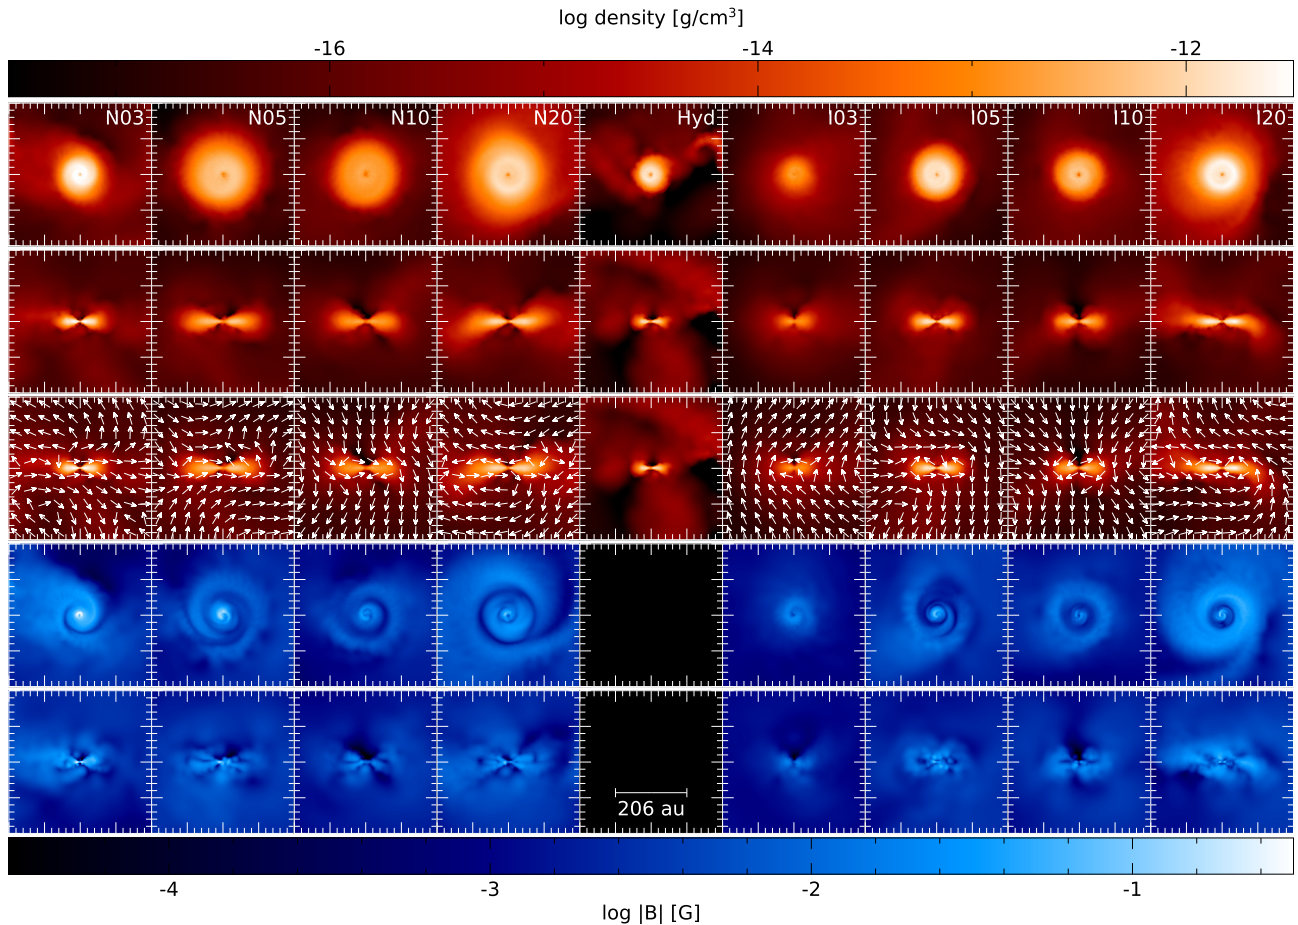 log density [g/cm³]
-16 -14 -12
N03 N05 N10 N20 Hyd I03 I05 I10 I20
206 au
-4 -3 -2 -1
log |B| [G]